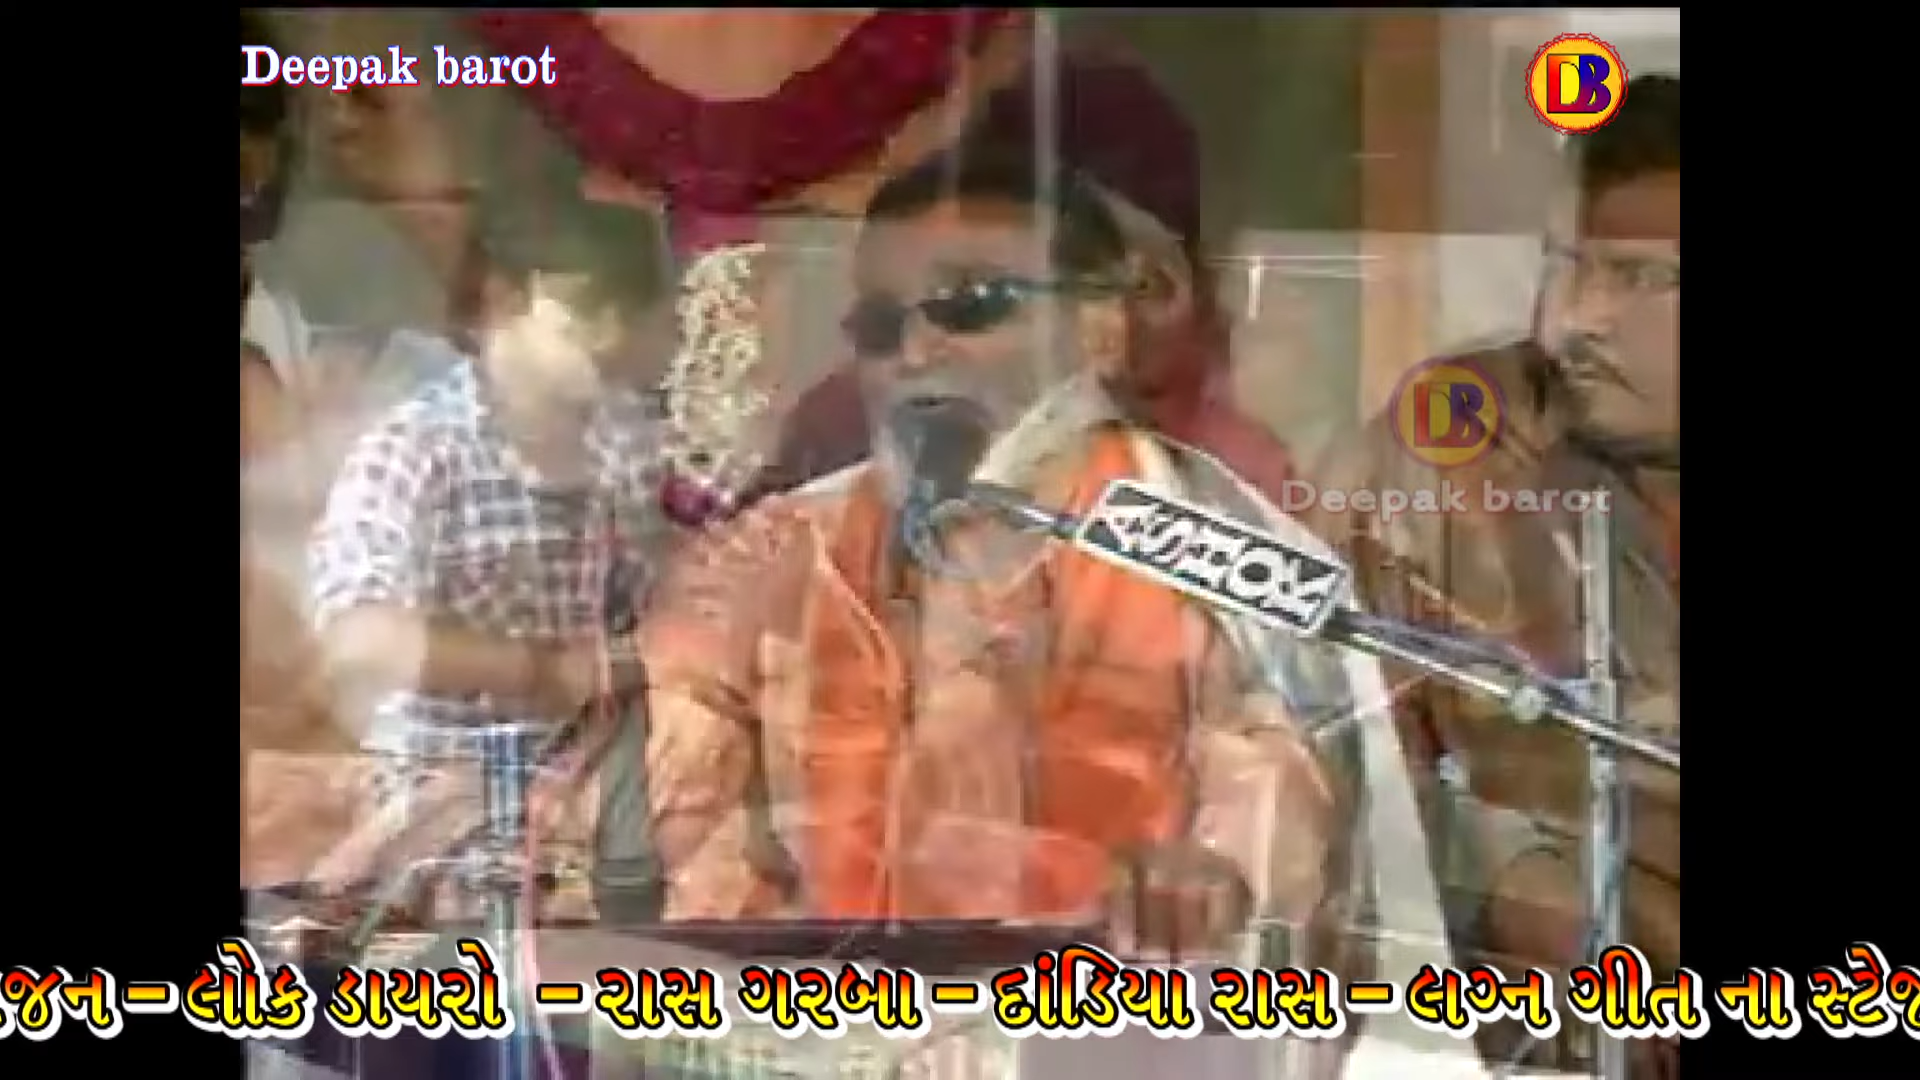 Deepak barot
DB
DB
Deepak barot
જન – લોક ડાયરો – રાસ ગરબા – દાંડિયા રાસ – લગ્ન ગીત ના